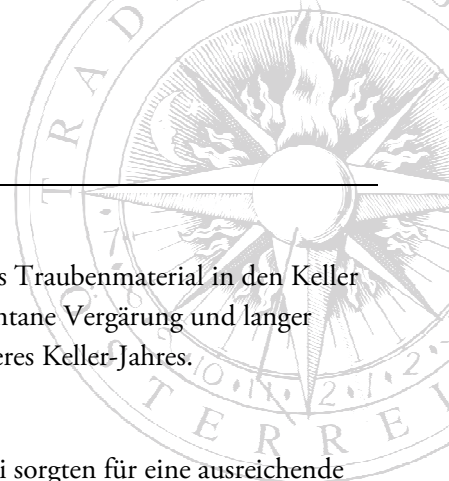 s Traubenmaterial in den Keller
ntane Vergärung und langer
eres Keller-Jahres.
i sorgten für eine ausreichende
T R A D
T E R R E